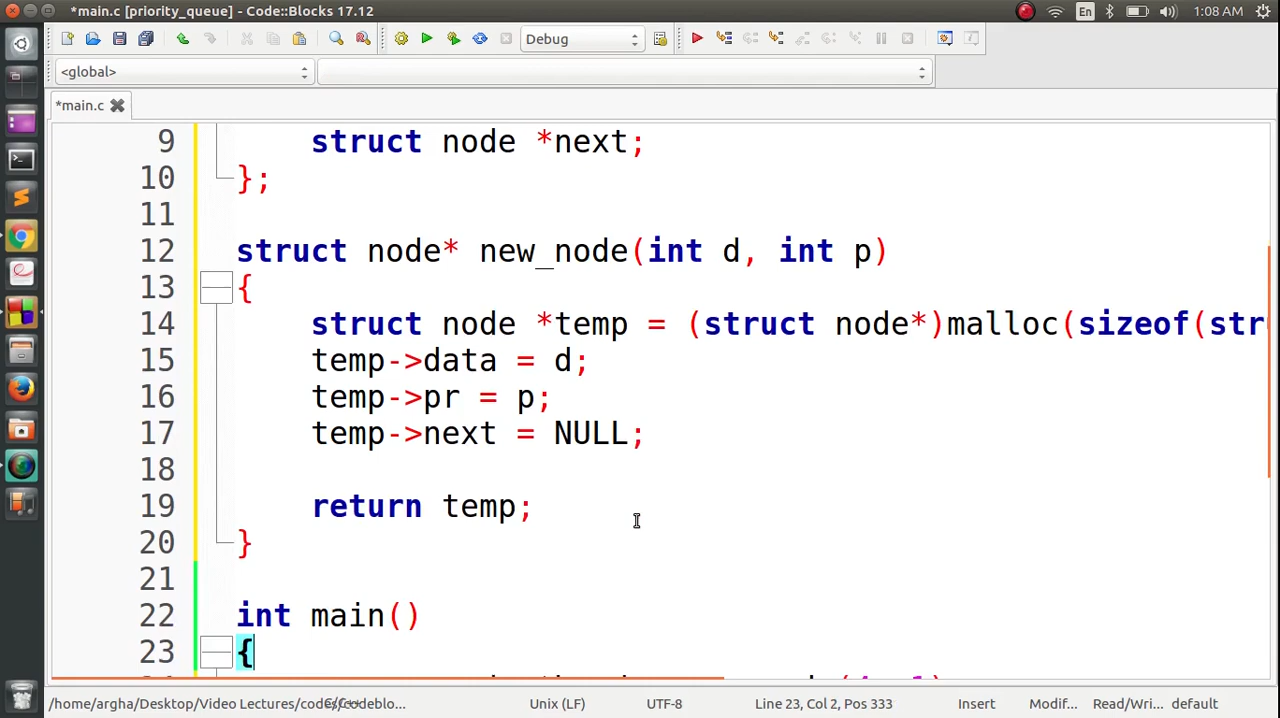 *main.c [priority_queue] - Code::Blocks 17.12
En
1:08 AM
Debug
<global>
*main.c
9 struct node *next;
10 };
11
12 struct node* new_node(int d, int p)
13 {
14 struct node *temp = (struct node*)malloc(sizeof(str
15 temp->data = d;
16 temp->pr = p;
17 temp->next = NULL;
18
19 return temp;
20 }
21
22 int main()
23 {
/home/argha/Desktop/Video Unix (LF) UTF-8 Line 23, Col 2, Pos 333 Insert Modif... Read/Wri... default